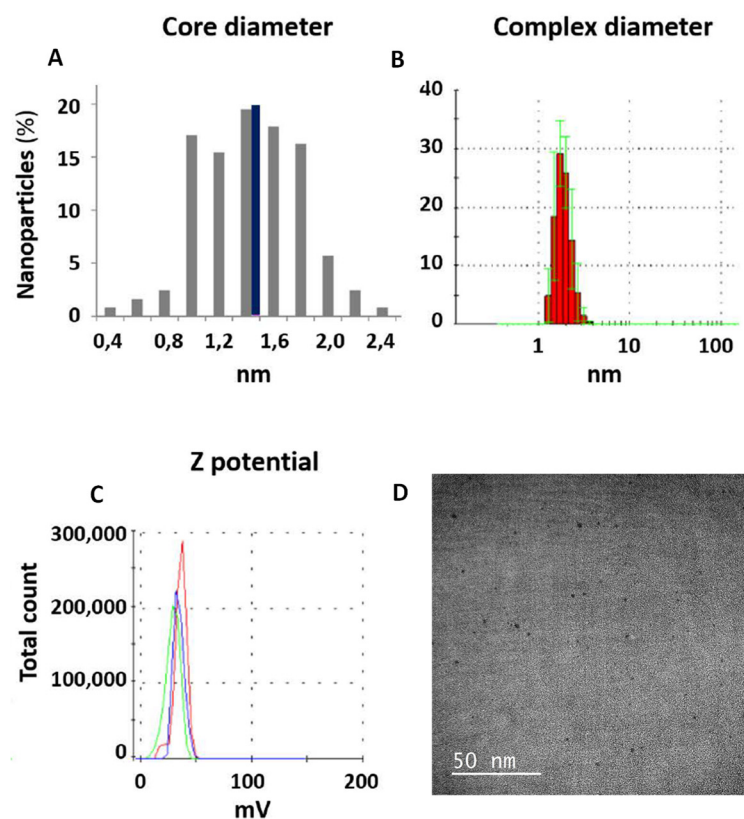 Core diameter
A
Nanoparticles (%)
20
15
10
5
0
0,4 0,8 1,2 1,6 2,0 2,4
nm
Complex diameter
B
40
30
20
10
0
1 10 100
nm
Z potential
C
Total count
300,000
200,000
100,000
0
0 100 200
mV
D
50 nm